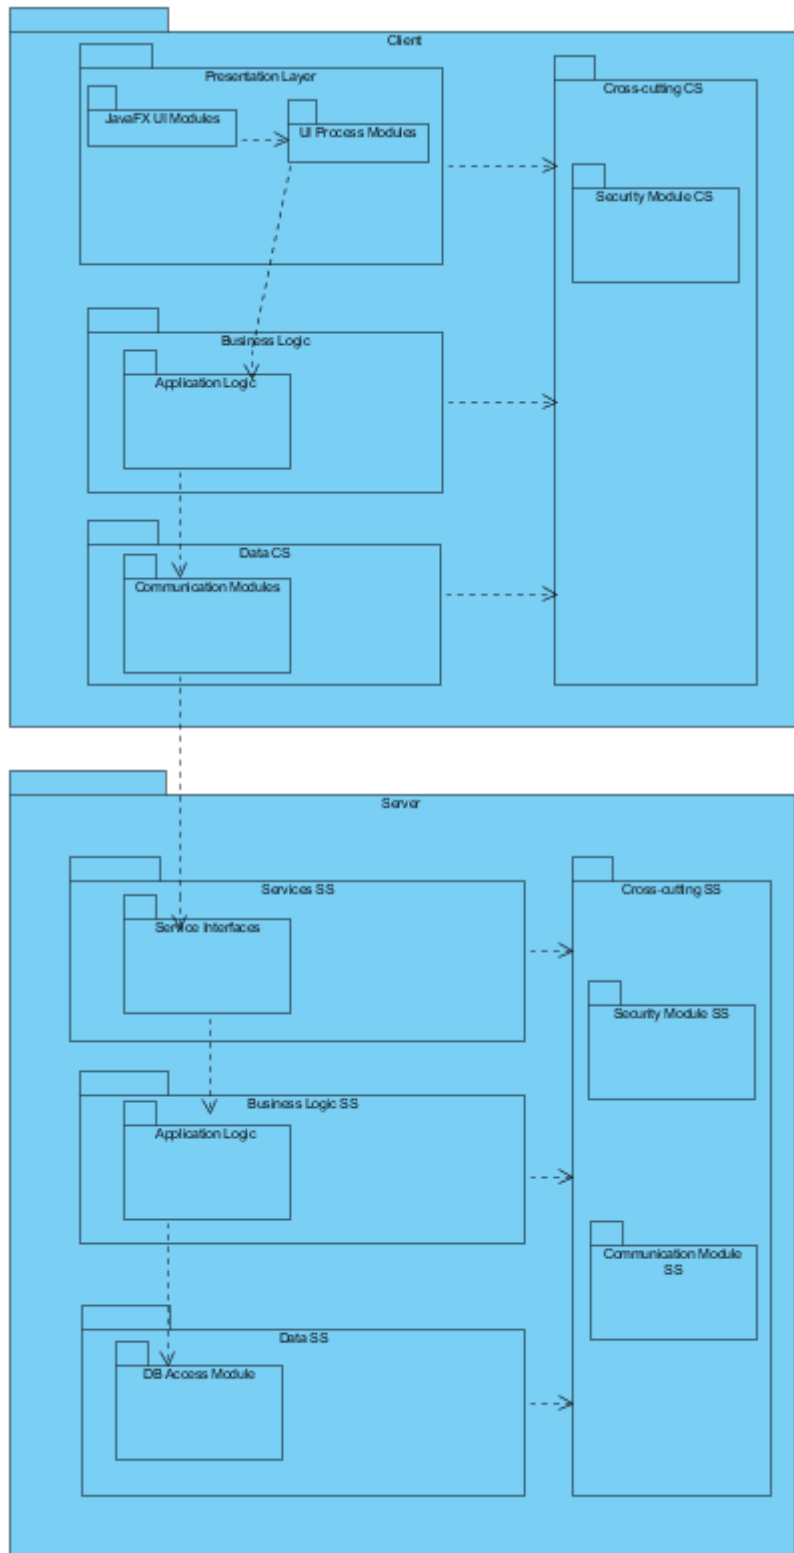 Client
Presentation Layer
Cross-cutting CS
JavaFX UI Modules
UI Process Modules
Security Module CS
Business Logic
Application Logic
Data CS
Communication Modules
Server
Services SS
Cross-cutting SS
Service Interfaces
Security Module SS
Business Logic SS
Application Logic
Communication Module
SS
Data SS
DB Access Module